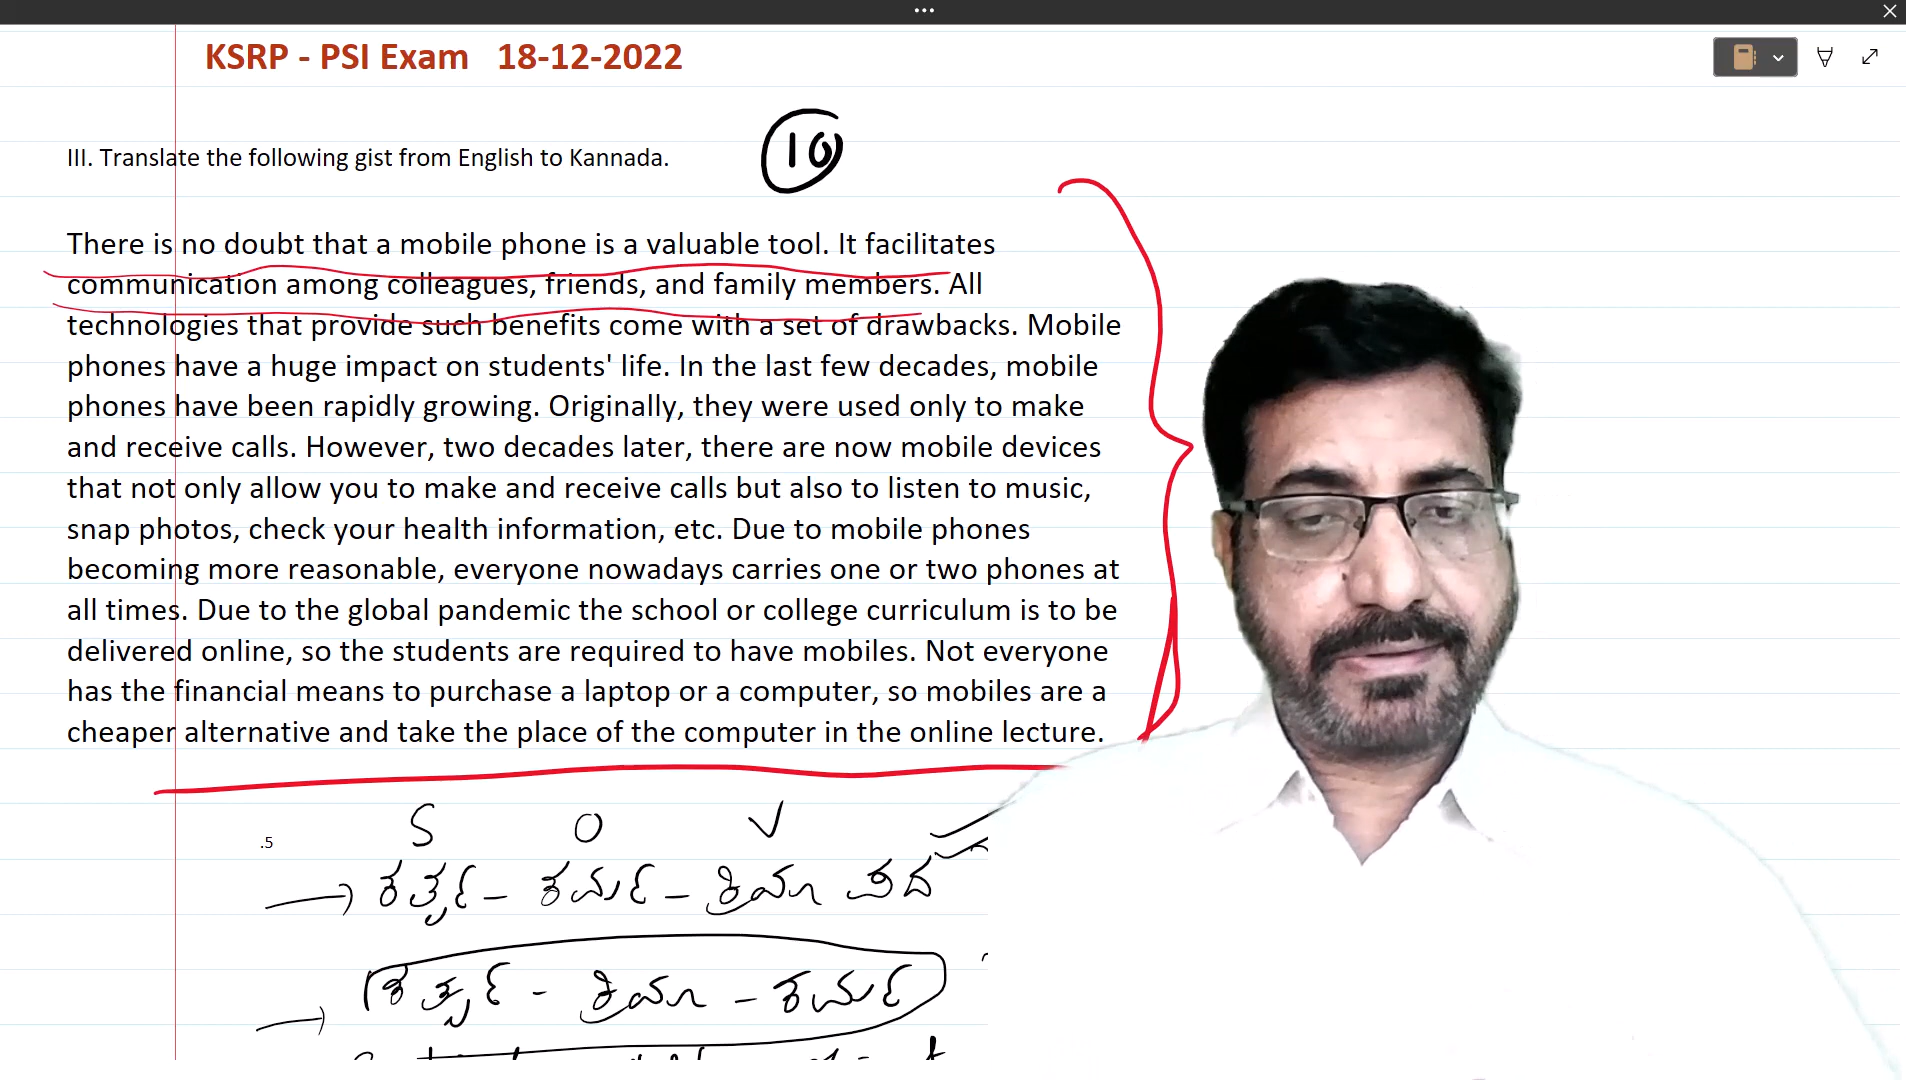 KSRP - PSI Exam 18-12-2022
10
III. Translate the following gist from English to Kannada.
There is no doubt that a mobile phone is a valuable tool. It facilitates
communication among colleagues, friends, and family members. All
technologies that provide such benefits come with a set of drawbacks. Mobile
phones have a huge impact on students' life. In the last few decades, mobile
phones have been rapidly growing. Originally, they were used only to make
and receive calls. However, two decades later, there are now mobile devices
that not only allow you to make and receive calls but also to listen to music,
snap photos, check your health information, etc. Due to mobile phones
becoming more reasonable, everyone nowadays carries one or two phones at
all times. Due to the global pandemic the school or college curriculum is to be
delivered online, so the students are required to have mobiles. Not everyone
has the financial means to purchase a laptop or a computer, so mobiles are a
cheaper alternative and take the place of the computer in the online lecture.
S O V
.5
ಕರ್ತೃ - ಕರ್ಮ - ಕ್ರಿಯಾ ಪದ
ಕರ್ತೃ - ಕ್ರಿಯಾ - ಕರ್ಮ